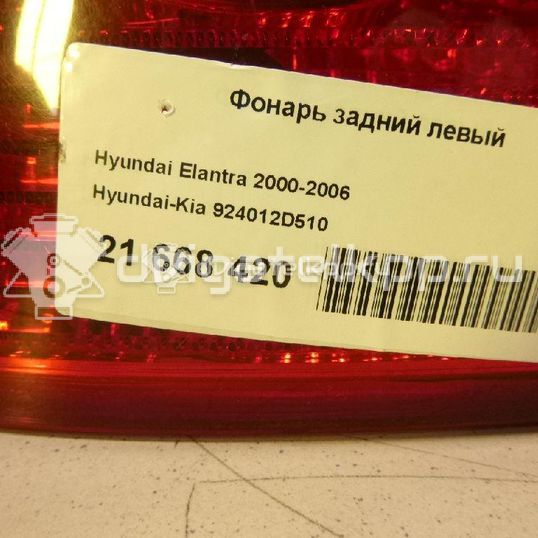 Фонарь задний левый
Hyundai Elantra 2000-2006
Hyundai-Kia 924012D510
21 668 420